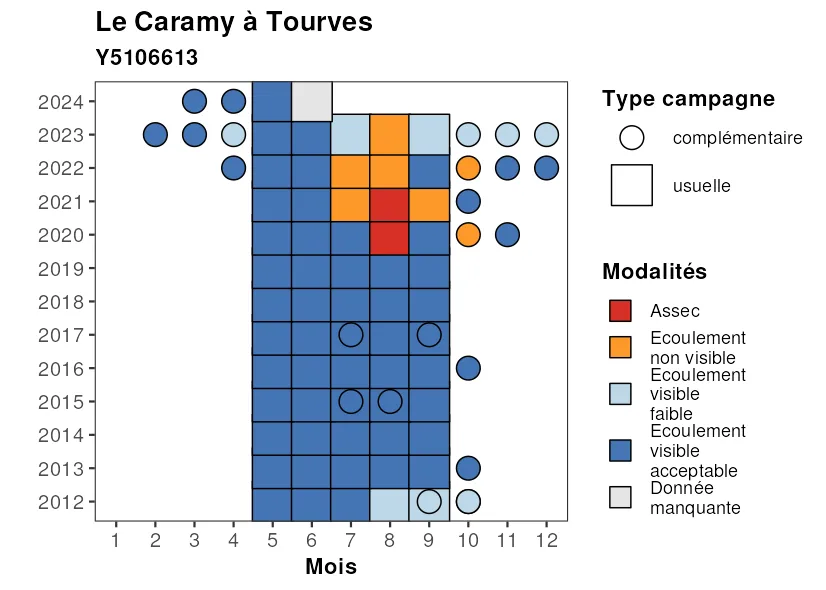 Le Caramy à Tourves
Y5106613
2024
2023
2022
2021
2020
2019
2018
2017
2016
2015
2014
2013
2012
1 2 3 4 5 6 7 8 9 10 11 12
Mois
Type campagne
complémentaire
usuelle
Modalités
Assec
Ecoulement
non visible
Ecoulement
visible
faible
Ecoulement
visible
acceptable
Donnée
manquante